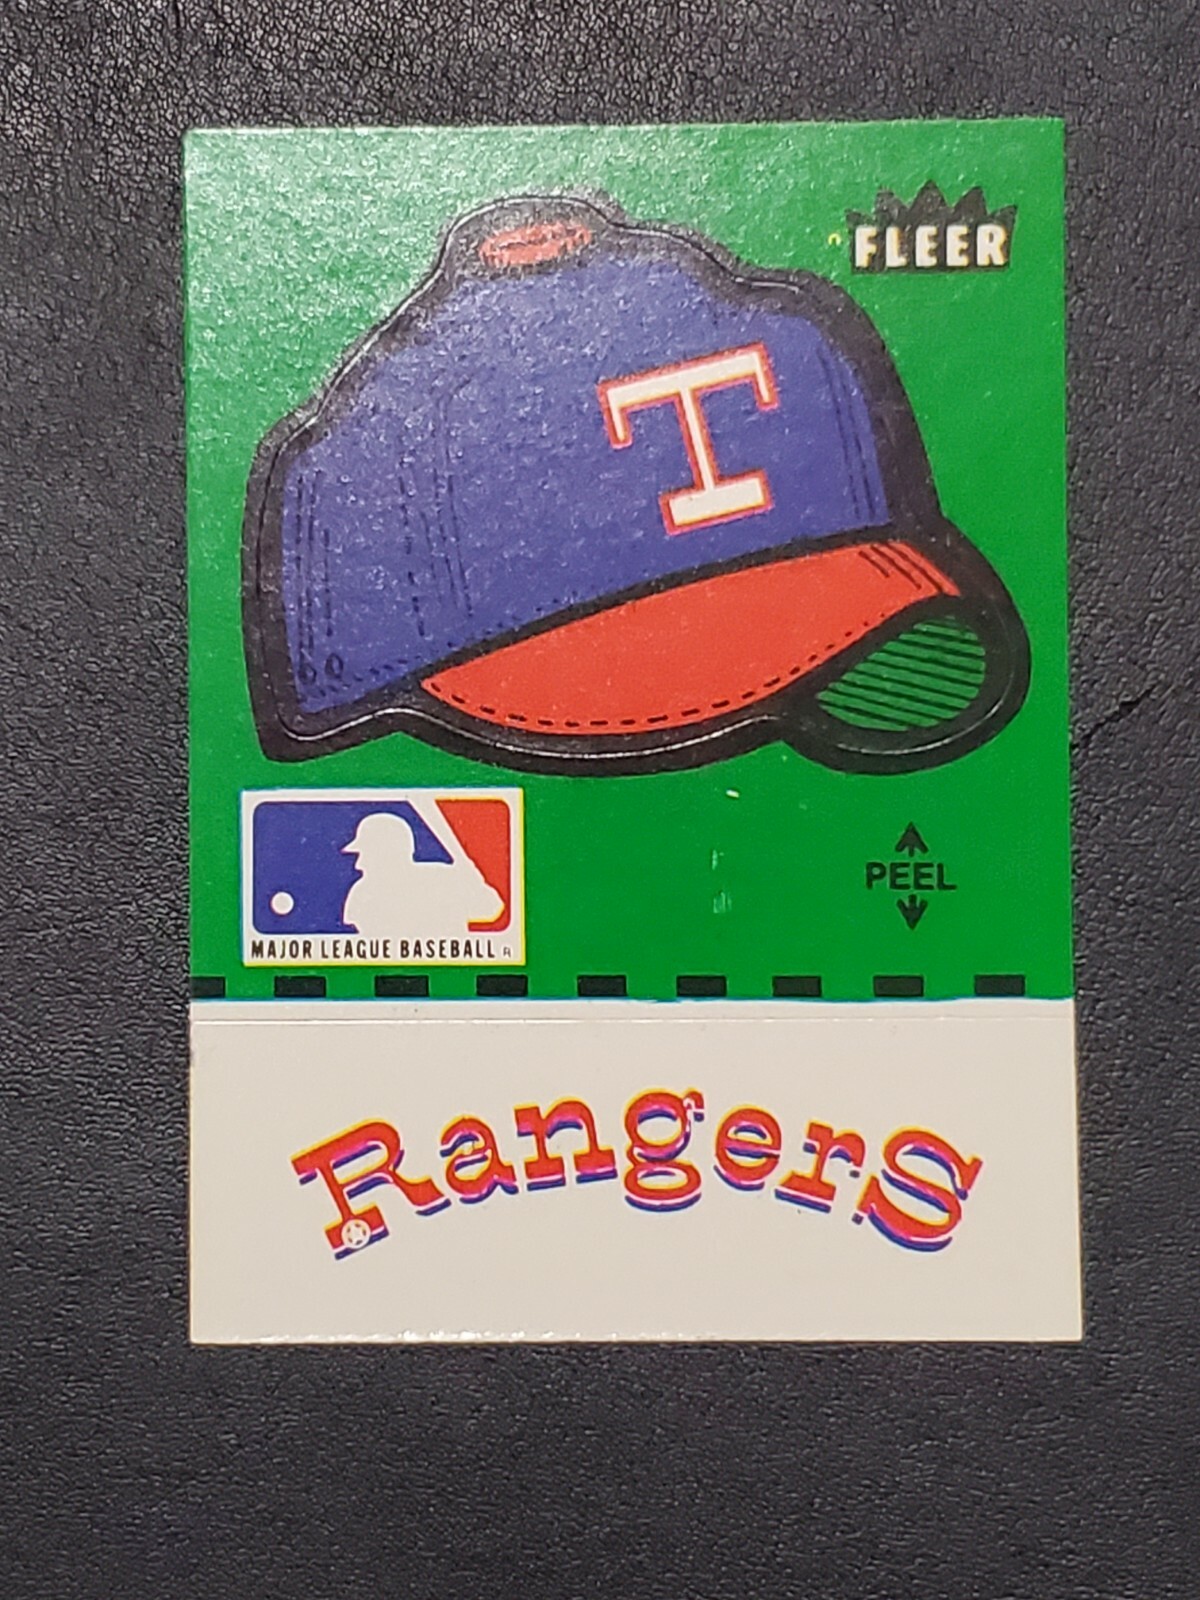 FLEER
T
MAJOR LEAGUE BASEBALL ®
PEEL
Rangers